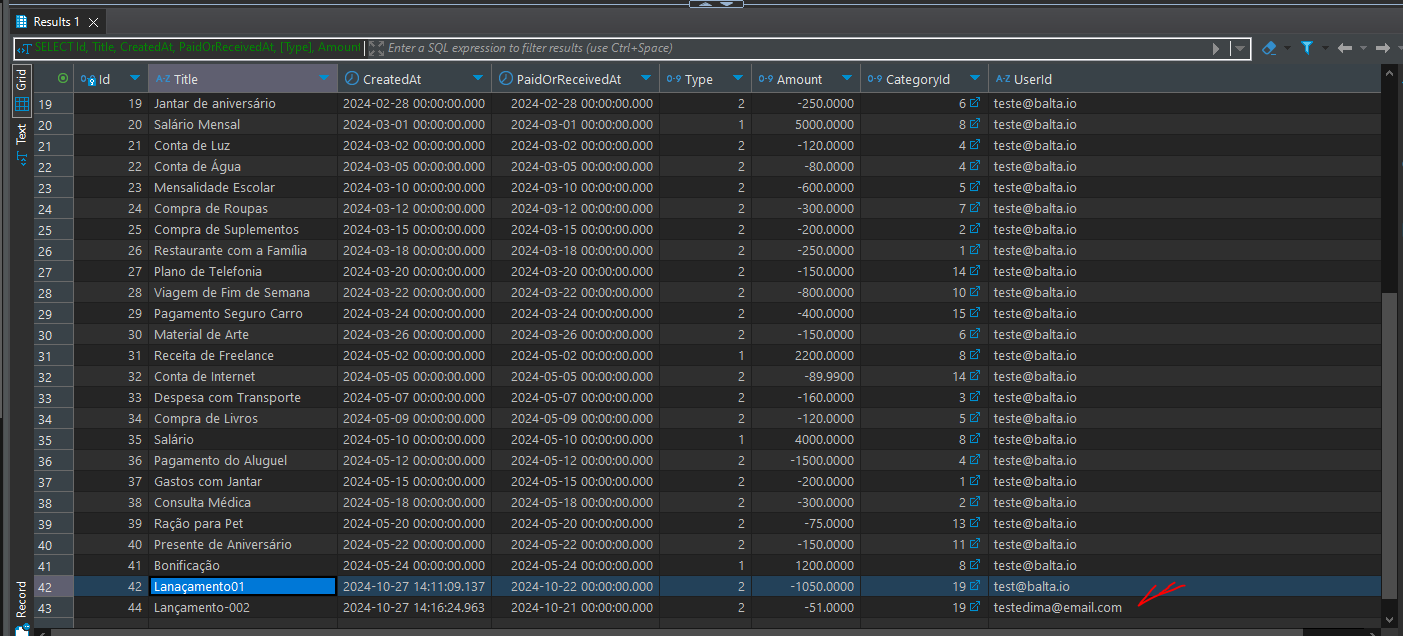 Results 1
SELECT Id, Title, CreatedAt, PaidOrReceivedAt, [Type], Amount Enter a SQL expression to filter results (use Ctrl+Space)
Grid
Text
Record
Id Title CreatedAt PaidOrReceivedAt Type Amount CategoryId UserId
19 19 Jantar de aniversário 2024-02-28 00:00:00.000 2024-02-28 00:00:00.000 2 -250.0000 6 teste@balta.io
20 20 Salário Mensal 2024-03-01 00:00:00.000 2024-03-01 00:00:00.000 1 5000.0000 8 teste@balta.io
21 21 Conta de Luz 2024-03-02 00:00:00.000 2024-03-02 00:00:00.000 2 -120.0000 4 teste@balta.io
22 22 Conta de Água 2024-03-05 00:00:00.000 2024-03-05 00:00:00.000 2 -80.0000 4 teste@balta.io
23 23 Mensalidade Escolar 2024-03-10 00:00:00.000 2024-03-10 00:00:00.000 2 -600.0000 5 teste@balta.io
24 24 Compra de Roupas 2024-03-12 00:00:00.000 2024-03-12 00:00:00.000 2 -300.0000 7 teste@balta.io
25 25 Compra de Suplementos 2024-03-15 00:00:00.000 2024-03-15 00:00:00.000 2 -200.0000 2 teste@balta.io
26 26 Restaurante com a Família 2024-03-18 00:00:00.000 2024-03-18 00:00:00.000 2 -250.0000 1 teste@balta.io
27 27 Plano de Telefonia 2024-03-20 00:00:00.000 2024-03-20 00:00:00.000 2 -150.0000 14 teste@balta.io
28 28 Viagem de Fim de Semana 2024-03-22 00:00:00.000 2024-03-22 00:00:00.000 2 -800.0000 10 teste@balta.io
29 29 Pagamento Seguro Carro 2024-03-24 00:00:00.000 2024-03-24 00:00:00.000 2 -400.0000 15 teste@balta.io
30 30 Material de Arte 2024-03-26 00:00:00.000 2024-03-26 00:00:00.000 2 -150.0000 6 teste@balta.io
31 31 Receita de Freelance 2024-05-02 00:00:00.000 2024-05-02 00:00:00.000 1 2200.0000 8 teste@balta.io
32 32 Conta de Internet 2024-05-05 00:00:00.000 2024-05-05 00:00:00.000 2 -89.9900 14 teste@balta.io
33 33 Despesa com Transporte 2024-05-07 00:00:00.000 2024-05-07 00:00:00.000 2 -160.0000 3 teste@balta.io
34 34 Compra de Livros 2024-05-09 00:00:00.000 2024-05-09 00:00:00.000 2 -120.0000 5 teste@balta.io
35 35 Salário 2024-05-10 00:00:00.000 2024-05-10 00:00:00.000 1 4000.0000 8 teste@balta.io
36 36 Pagamento do Aluguel 2024-05-12 00:00:00.000 2024-05-12 00:00:00.000 2 -1500.0000 4 teste@balta.io
37 37 Gastos com Jantar 2024-05-15 00:00:00.000 2024-05-15 00:00:00.000 2 -200.0000 1 teste@balta.io
38 38 Consulta Médica 2024-05-18 00:00:00.000 2024-05-18 00:00:00.000 2 -300.0000 2 teste@balta.io
39 39 Ração para Pet 2024-05-20 00:00:00.000 2024-05-20 00:00:00.000 2 -75.0000 13 teste@balta.io
40 40 Presente de Aniversário 2024-05-22 00:00:00.000 2024-05-22 00:00:00.000 2 -150.0000 11 teste@balta.io
41 41 Bonificação 2024-05-24 00:00:00.000 2024-05-24 00:00:00.000 1 1200.0000 8 teste@balta.io
42 42 Lanaçamento01 2024-10-27 14:11:09.137 2024-10-22 00:00:00.000 2 -1050.0000 19 test@balta.io
43 44 Lançamento-002 2024-10-27 14:16:24.963 2024-10-21 00:00:00.000 2 -51.0000 19 testedima@email.com